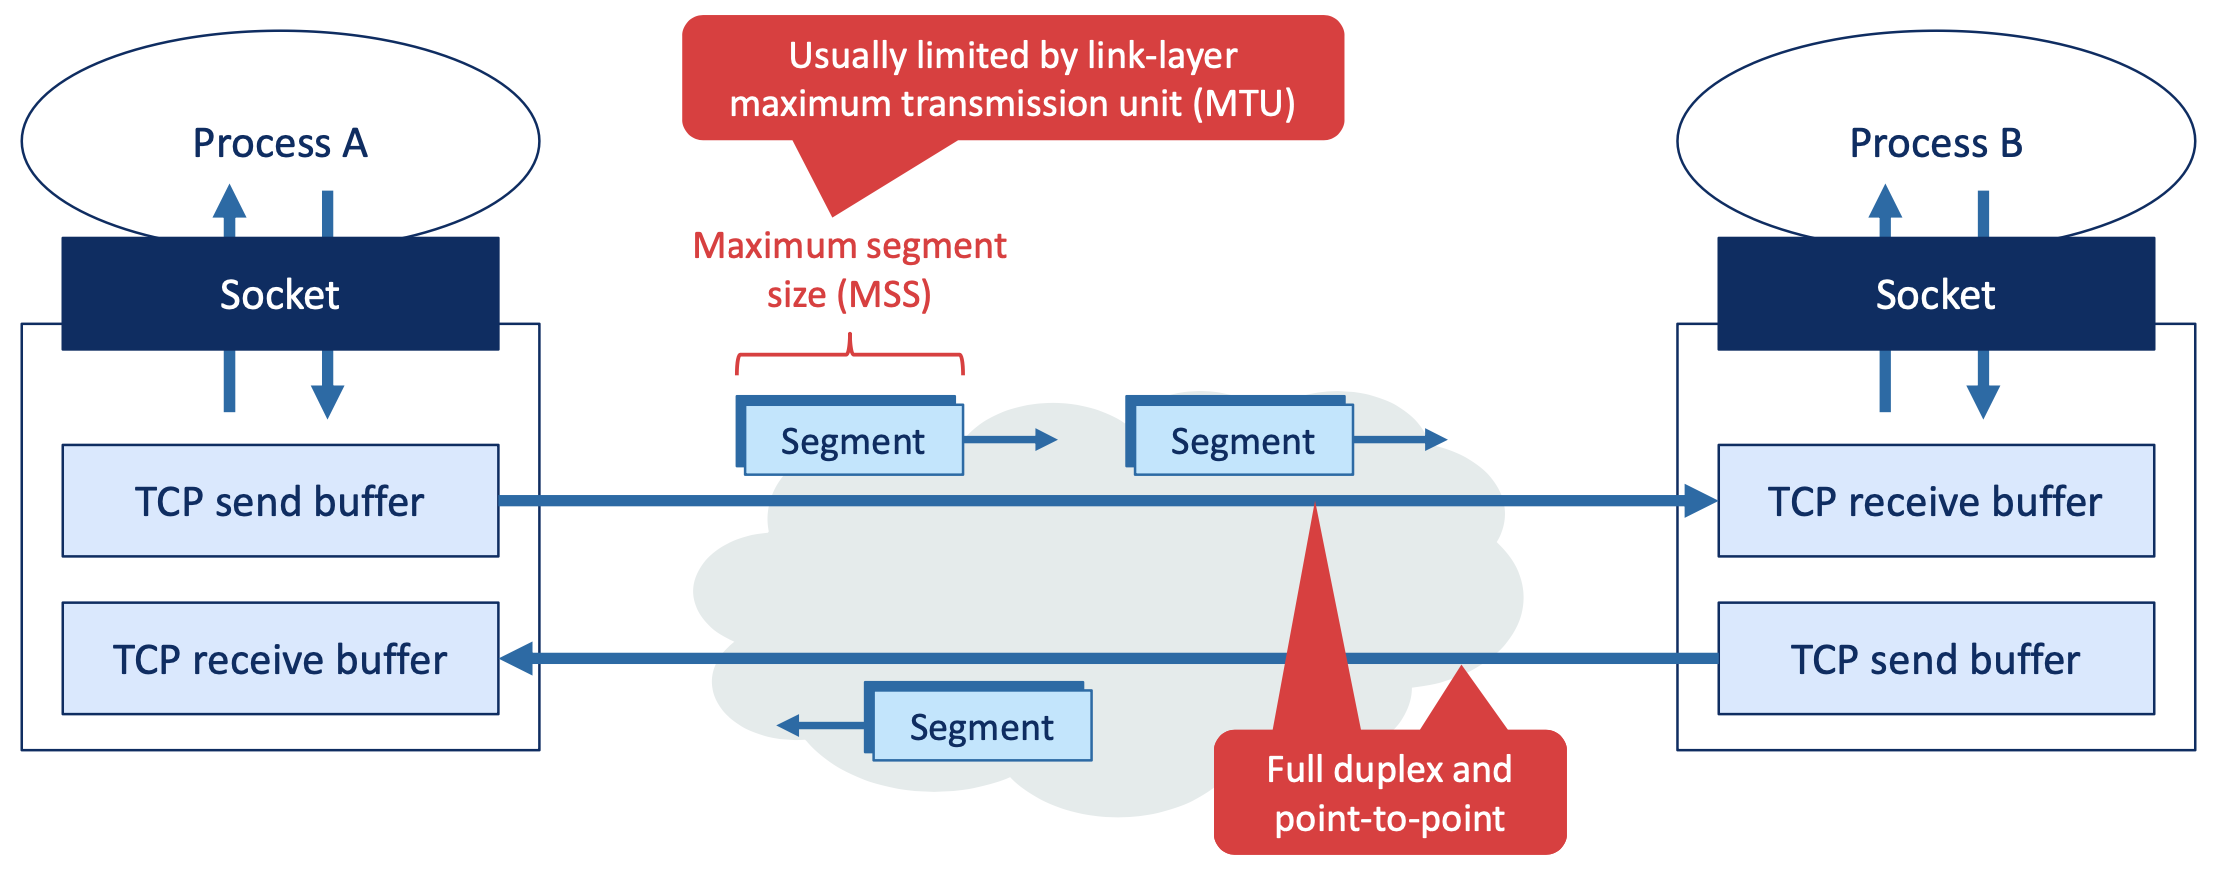 Usually limited by link-layer
maximum transmission unit (MTU)
Process A
Process B
Maximum segment
size (MSS)
Socket
Socket
Segment
Segment
TCP send buffer
TCP receive buffer
TCP receive buffer
TCP send buffer
Segment
Full duplex and
point-to-point